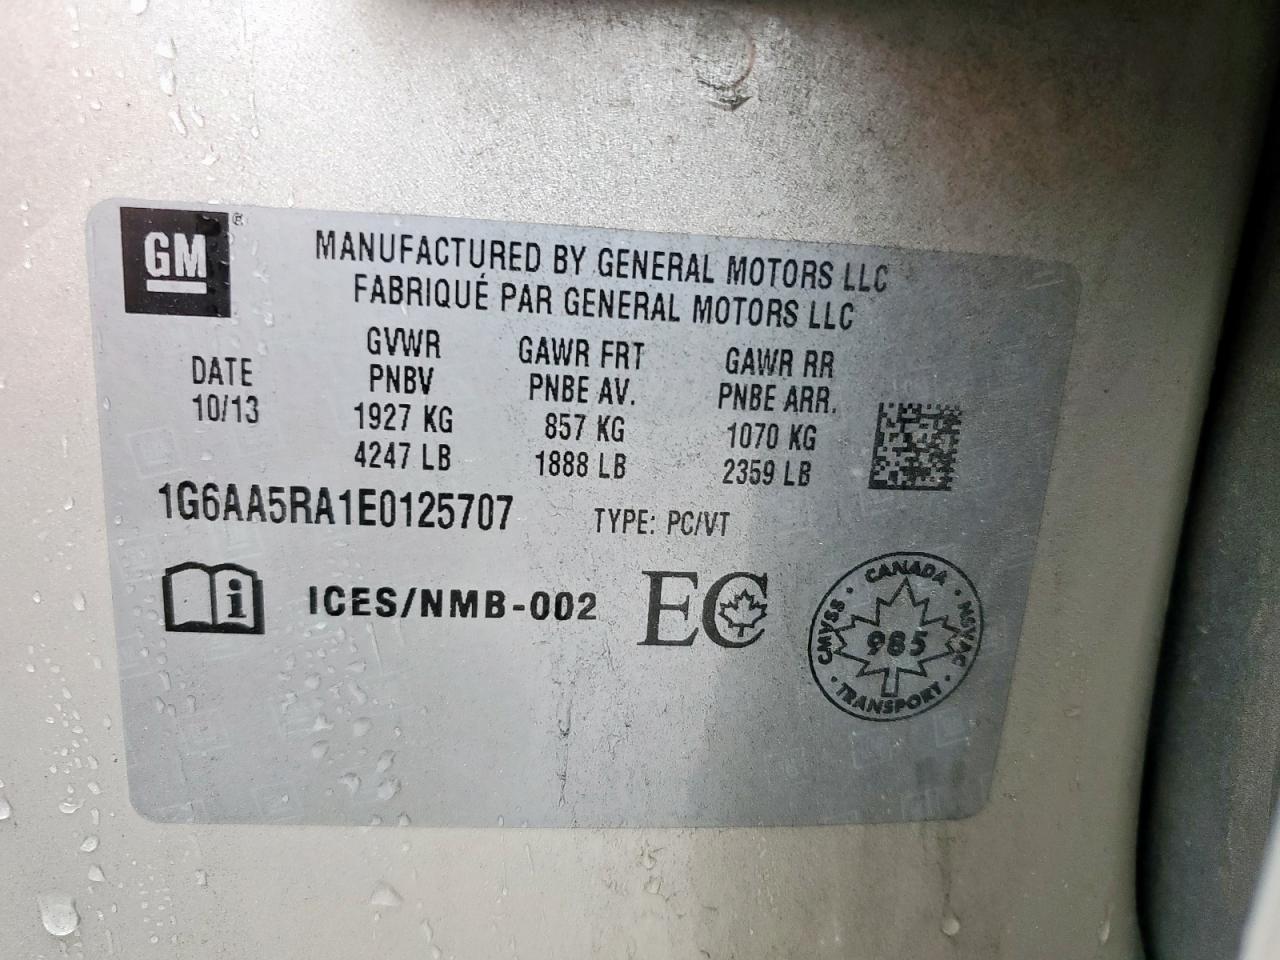 GM ®
MANUFACTURED BY GENERAL MOTORS LLC
FABRIQUÉ PAR GENERAL MOTORS LLC
DATE
10/13
GVWR
PNBV
1927 KG
4247 LB
GAWR FRT
PNBE AV.
857 KG
1888 LB
GAWR RR
PNBE ARR.
1070 KG
2359 LB
1G6AA5RA1E0125707
TYPE: PC/VT
i
ICES/NMB-002
EC
CANADA
CMVSS
985
NSVAC
TRANSPORT